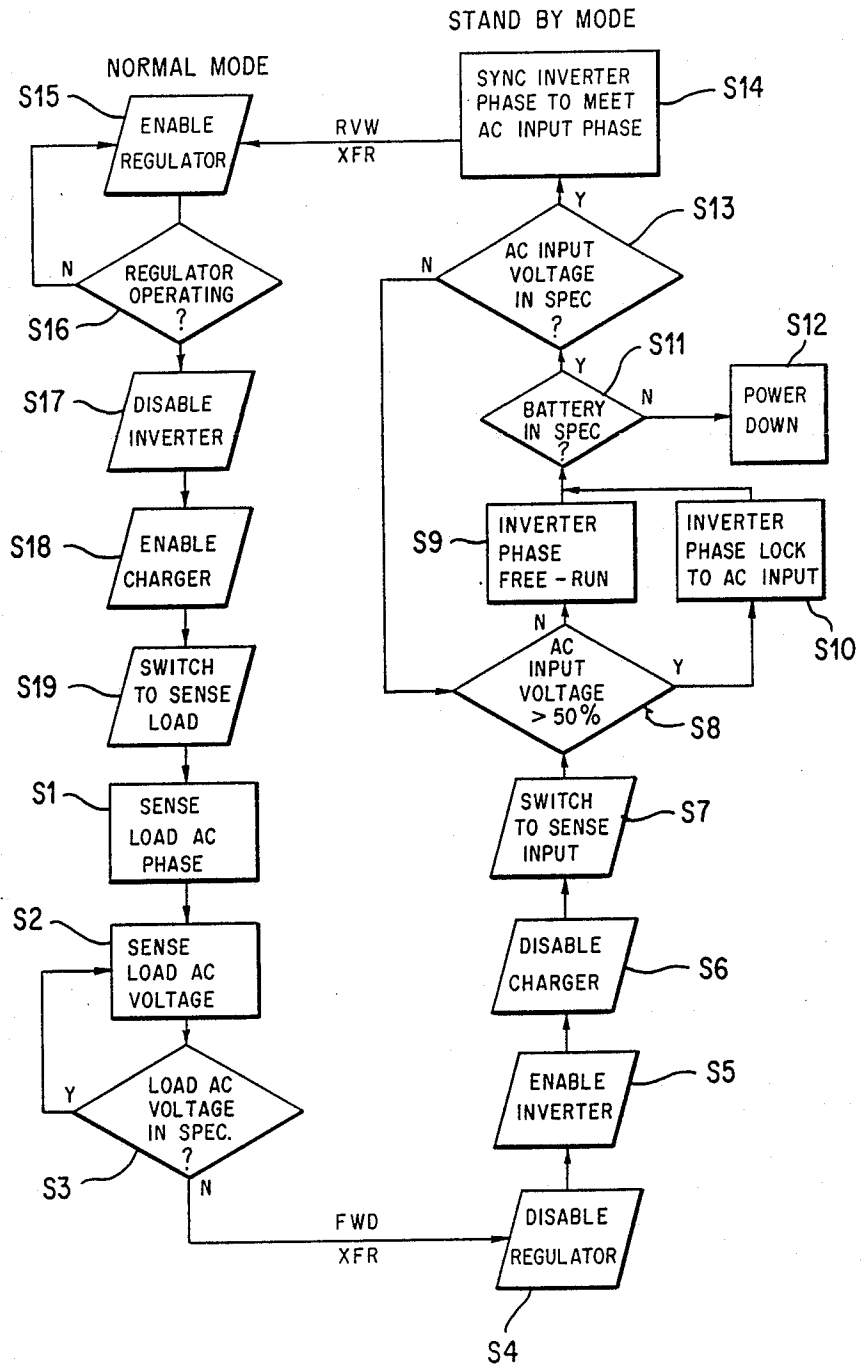 STAND BY MODE
NORMAL MODE
S15
ENABLE
REGULATOR
RVW
XFR
SYNC INVERTER
PHASE TO MEET
AC INPUT PHASE
S14
N
REGULATOR
OPERATING
?
S16
Y
S13
N
AC INPUT
VOLTAGE
IN SPEC
?
S17
DISABLE
INVERTER
Y
S11
BATTERY
IN SPEC
?
N
S12
POWER
DOWN
S18
ENABLE
CHARGER
S9
INVERTER
PHASE
FREE-RUN
INVERTER
PHASE LOCK
TO AC INPUT
S10
S19
SWITCH
TO SENSE
LOAD
N
AC
INPUT
VOLTAGE
> 50%
Y
S8
S1
SENSE
LOAD AC
PHASE
SWITCH
TO SENSE
INPUT
S7
S2
SENSE
LOAD AC
VOLTAGE
DISABLE
CHARGER
S6
Y
LOAD AC
VOLTAGE
IN SPEC.
?
S3
N
ENABLE
INVERTER
S5
FWD
XFR
DISABLE
REGULATOR
S4